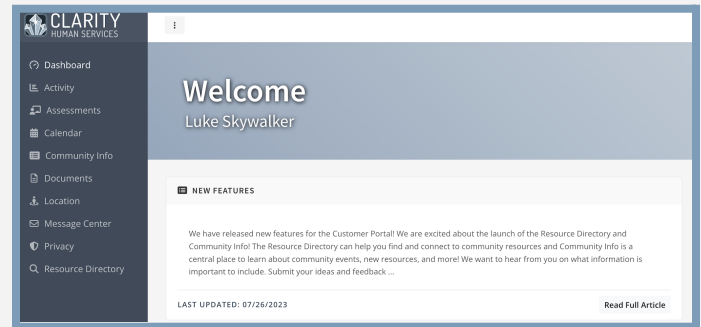 CLARITY
HUMAN SERVICES
Dashboard
Activity
Assessments
Calendar
Community Info
Documents
Location
Message Center
Privacy
Resource Directory
Welcome
Luke Skywalker
NEW FEATURES
We have released new features for the Customer Portal! We are excited about the launch of the Resource Directory and
Community Info! The Resource Directory can help you find and connect to community resources and Community Info is a
central place to learn about community events, new resources, and more! We want to hear from you on what information is
important to include. Submit your ideas and feedback ...
LAST UPDATED: 07/26/2023
Read Full Article